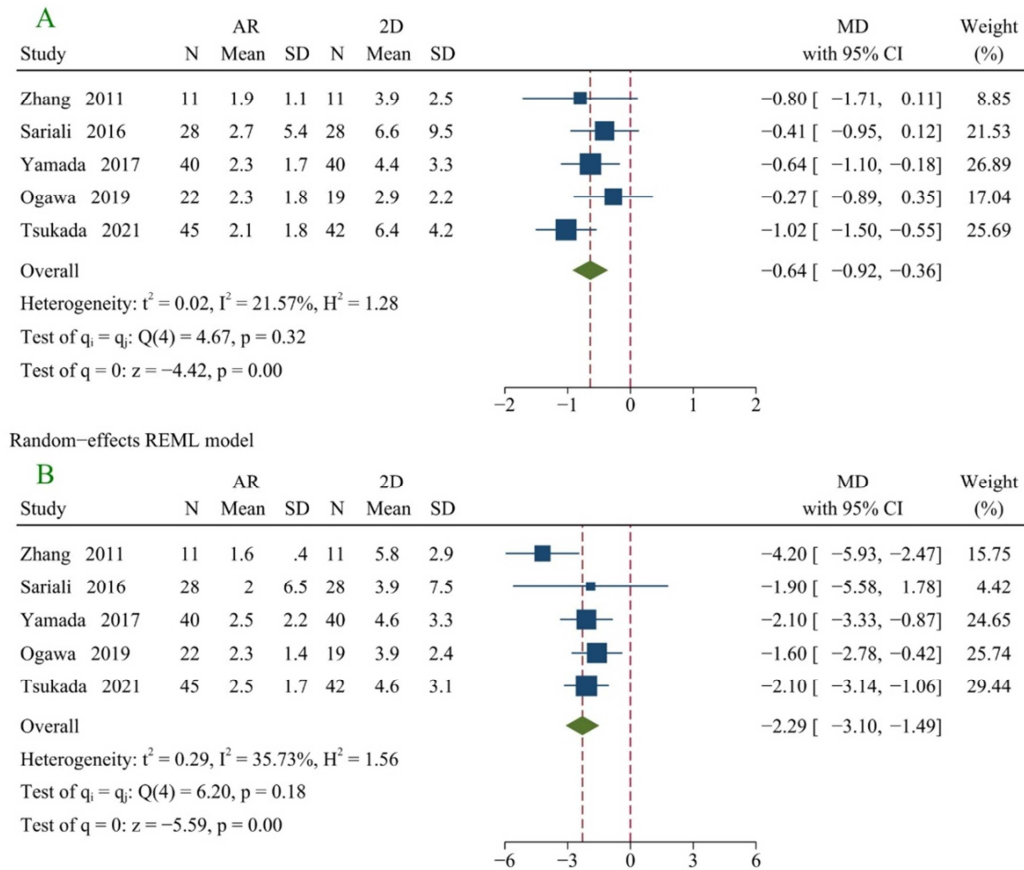 A
AR 2D MD Weight
Study N Mean SD N Mean SD with 95% CI (%)
Zhang 2011 11 1.9 1.1 11 3.9 2.5 −0.80 [ −1.71, 0.11] 8.85
Sariali 2016 28 2.7 5.4 28 6.6 9.5 −0.41 [ −0.95, 0.12] 21.53
Yamada 2017 40 2.3 1.7 40 4.4 3.3 −0.64 [ −1.10, −0.18] 26.89
Ogawa 2019 22 2.3 1.8 19 2.9 2.2 −0.27 [ −0.89, 0.35] 17.04
Tsukada 2021 45 2.1 1.8 42 6.4 4.2 −1.02 [ −1.50, −0.55] 25.69
Overall −0.64 [ −0.92, −0.36]
Heterogeneity: t² = 0.02, I² = 21.57%, H² = 1.28
Test of qᵢ = qⱼ: Q(4) = 4.67, p = 0.32
Test of q = 0: z = −4.42, p = 0.00
−2 −1 0 1 2
Random−effects REML model
B
AR 2D MD Weight
Study N Mean SD N Mean SD with 95% CI (%)
Zhang 2011 11 1.6 .4 11 5.8 2.9 −4.20 [ −5.93, −2.47] 15.75
Sariali 2016 28 2 6.5 28 3.9 7.5 −1.90 [ −5.58, 1.78] 4.42
Yamada 2017 40 2.5 2.2 40 4.6 3.3 −2.10 [ −3.33, −0.87] 24.65
Ogawa 2019 22 2.3 1.4 19 3.9 2.4 −1.60 [ −2.78, −0.42] 25.74
Tsukada 2021 45 2.5 1.7 42 4.6 3.1 −2.10 [ −3.14, −1.06] 29.44
Overall −2.29 [ −3.10, −1.49]
Heterogeneity: t² = 0.29, I² = 35.73%, H² = 1.56
Test of qᵢ = qⱼ: Q(4) = 6.20, p = 0.18
Test of q = 0: z = −5.59, p = 0.00
−6 −3 0 3 6